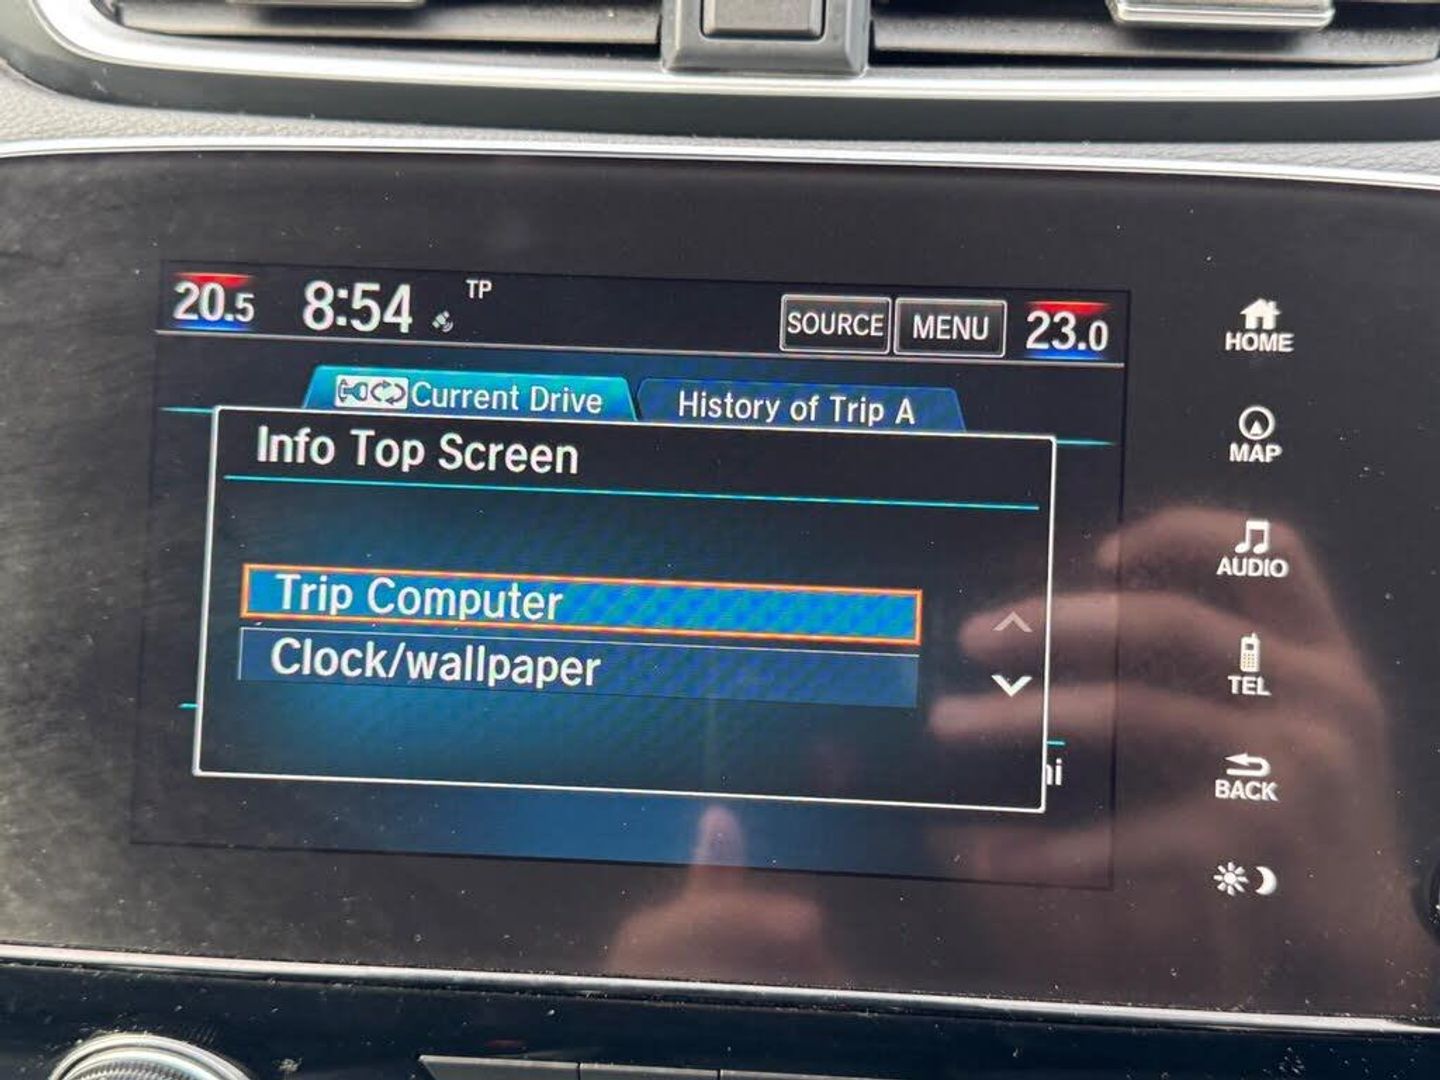 20.5 8:54 TP SOURCE MENU 23.0
Current Drive History of Trip A
Info Top Screen
Trip Computer
Clock/wallpaper
HOME
MAP
AUDIO
TEL
BACK